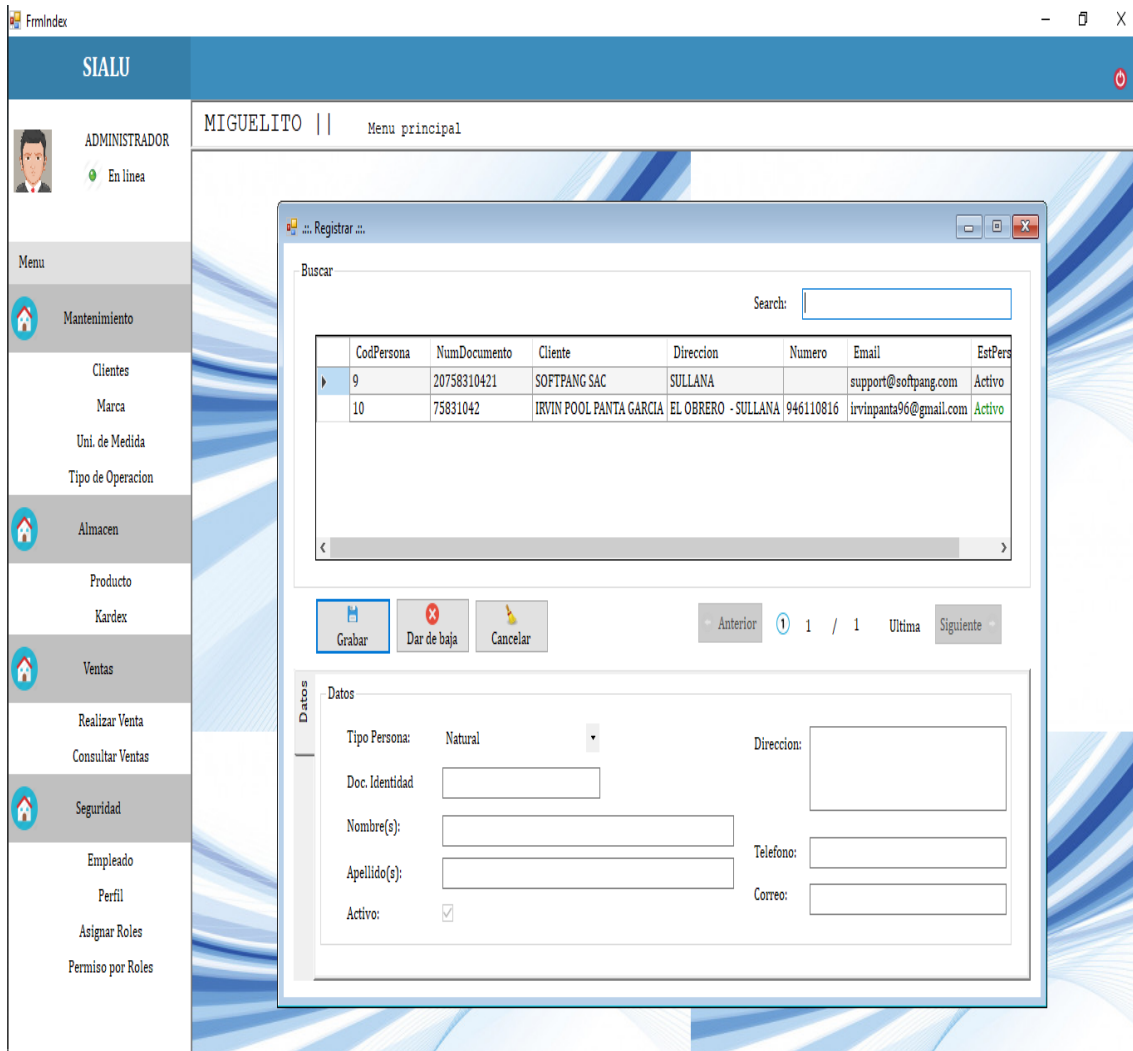 FrmIndex
SIALU
MIGUELITO || Menu principal
ADMINISTRADOR
En linea
Menu
Mantenimiento
Clientes
Marca
Uni. de Medida
Tipo de Operacion
Almacen
Producto
Kardex
Ventas
Realizar Venta
Consultar Ventas
Seguridad
Empleado
Perfil
Asignar Roles
Permiso por Roles
.::. Registrar .::.
Buscar
Search:
CodPersona NumDocumento Cliente Direccion Numero Email EstPers
9 20758310421 SOFTPANG SAC SULLANA support@softpang.com Activo
10 75831042 IRVIN POOL PANTA GARCIA EL OBRERO - SULLANA 946110816 irvinpanta96@gmail.com Activo
Grabar Dar de baja Cancelar Anterior 1 1 / 1 Ultima Siguiente
Datos
Datos
Tipo Persona: Natural
Doc. Identidad
Nombre(s):
Apellido(s):
Activo:
Direccion:
Telefono:
Correo: